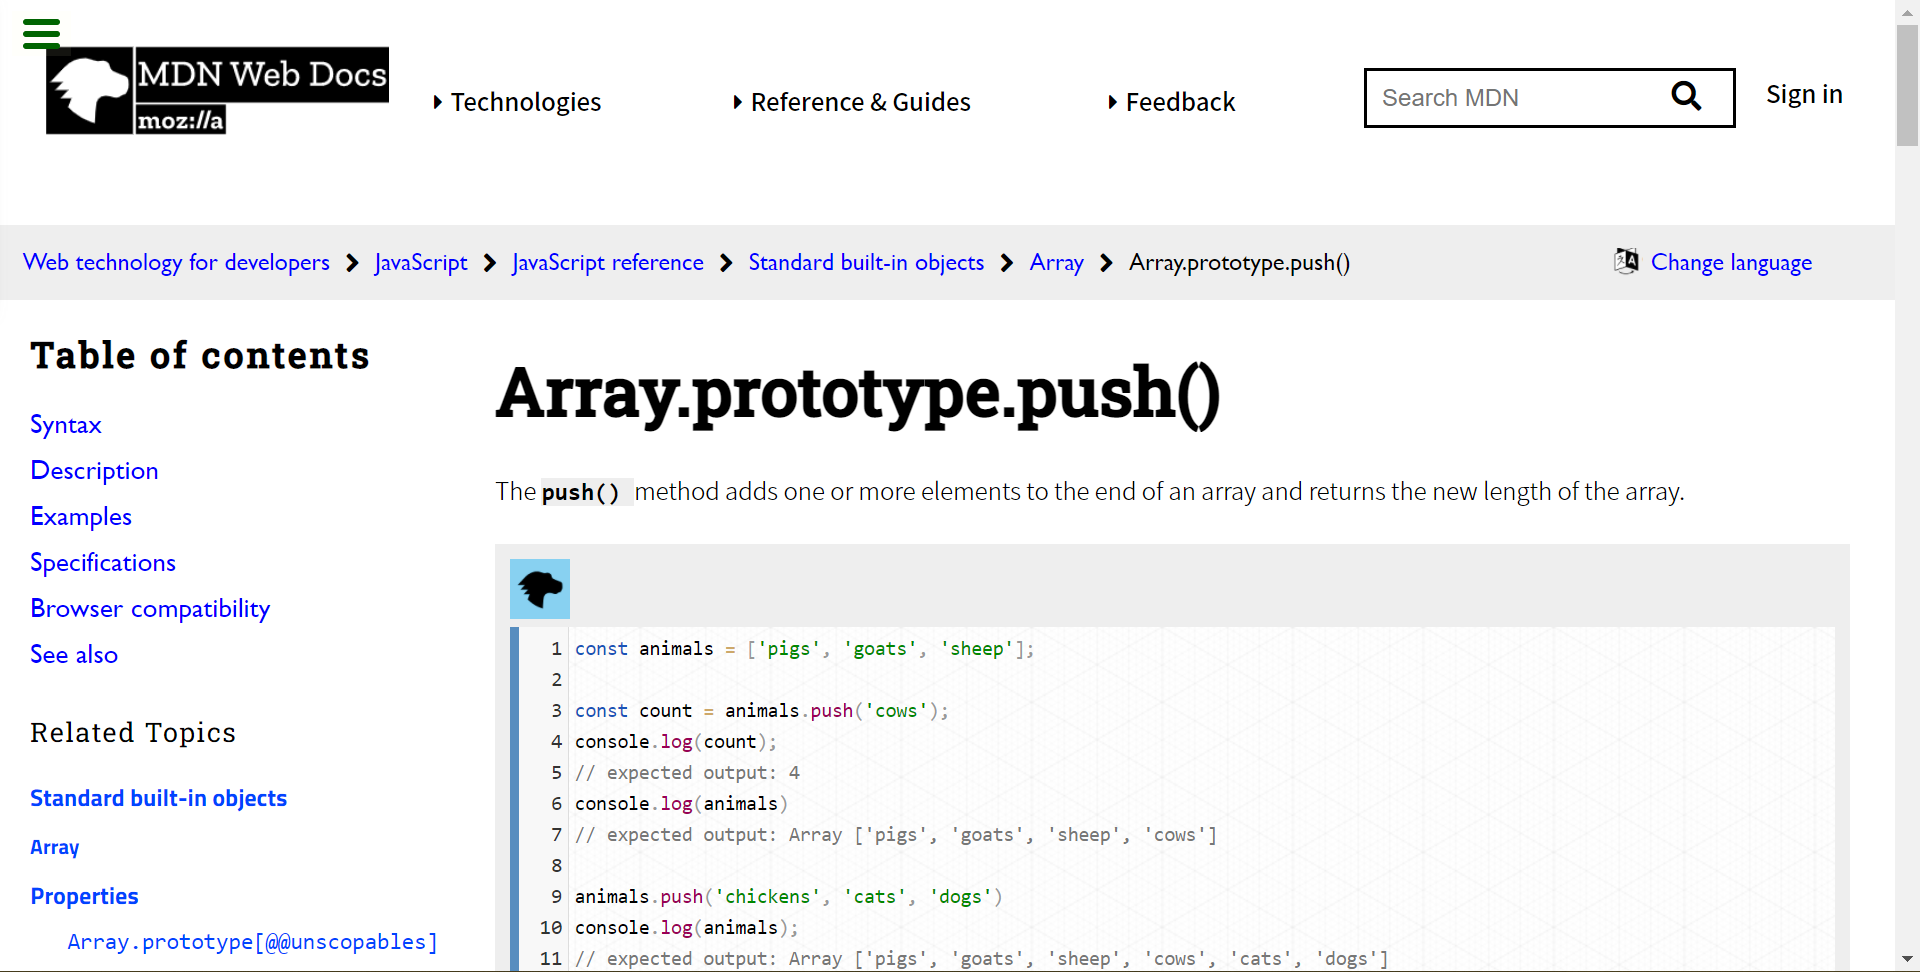 MDN Web Docs
moz://a
Technologies
Reference & Guides
Feedback
Search MDN
Sign in
Web technology for developers JavaScript JavaScript reference Standard built-in objects Array Array.prototype.push()
Change language
Table of contents
Syntax
Description
Examples
Specifications
Browser compatibility
See also
Related Topics
Standard built-in objects
Array
Properties
Array.prototype[@@unscopables]
Array.prototype.push()
The push() method adds one or more elements to the end of an array and returns the new length of the array.
1 const animals = ['pigs', 'goats', 'sheep'];
2
3 const count = animals.push('cows');
4 console.log(count);
5 // expected output: 4
6 console.log(animals)
7 // expected output: Array ['pigs', 'goats', 'sheep', 'cows']
8
9 animals.push('chickens', 'cats', 'dogs')
10 console.log(animals);
11 // expected output: Array ['pigs', 'goats', 'sheep', 'cows', 'cats', 'dogs']